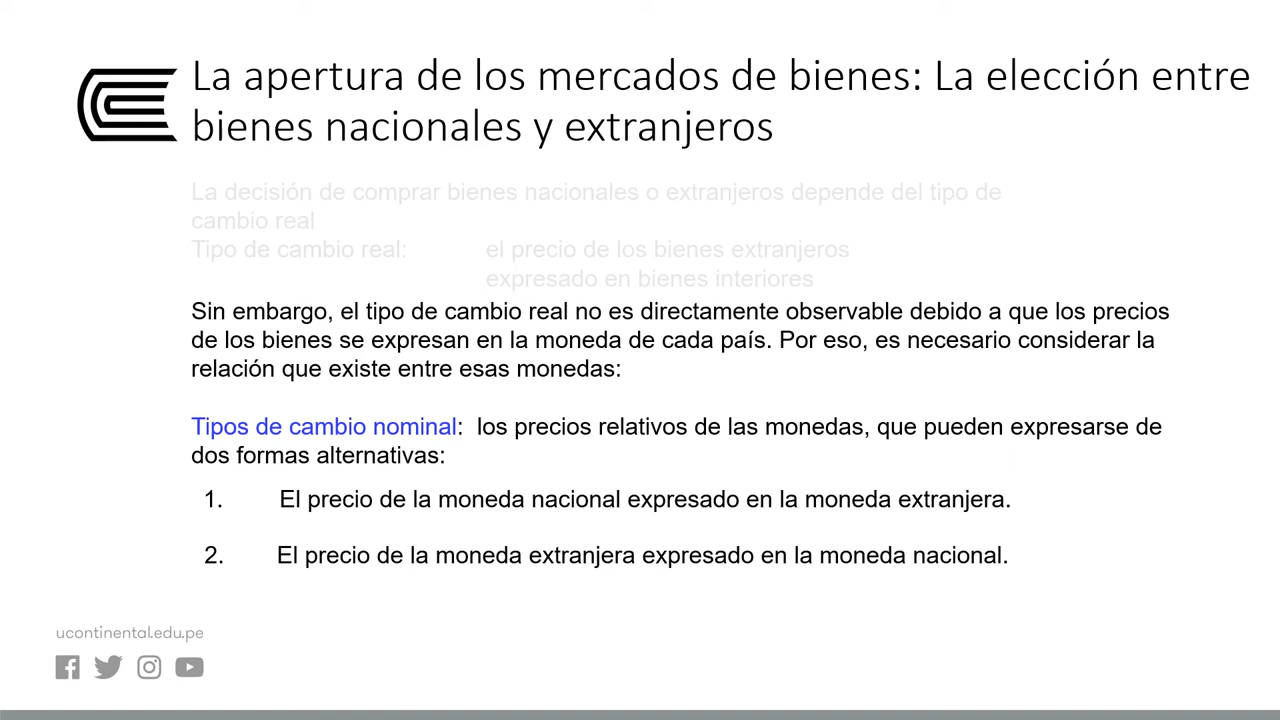 La apertura de los mercados de bienes: La elección entre
bienes nacionales y extranjeros
La decisión de comprar bienes nacionales o extranjeros depende del tipo de
cambio real
Tipo de cambio real: el precio de los bienes extranjeros
expresado en bienes interiores
Sin embargo, el tipo de cambio real no es directamente observable debido a que los precios
de los bienes se expresan en la moneda de cada país. Por eso, es necesario considerar la
relación que existe entre esas monedas:
Tipos de cambio nominal: los precios relativos de las monedas, que pueden expresarse de
dos formas alternativas:
1. El precio de la moneda nacional expresado en la moneda extranjera.
2. El precio de la moneda extranjera expresado en la moneda nacional.
ucontinental.edu.pe